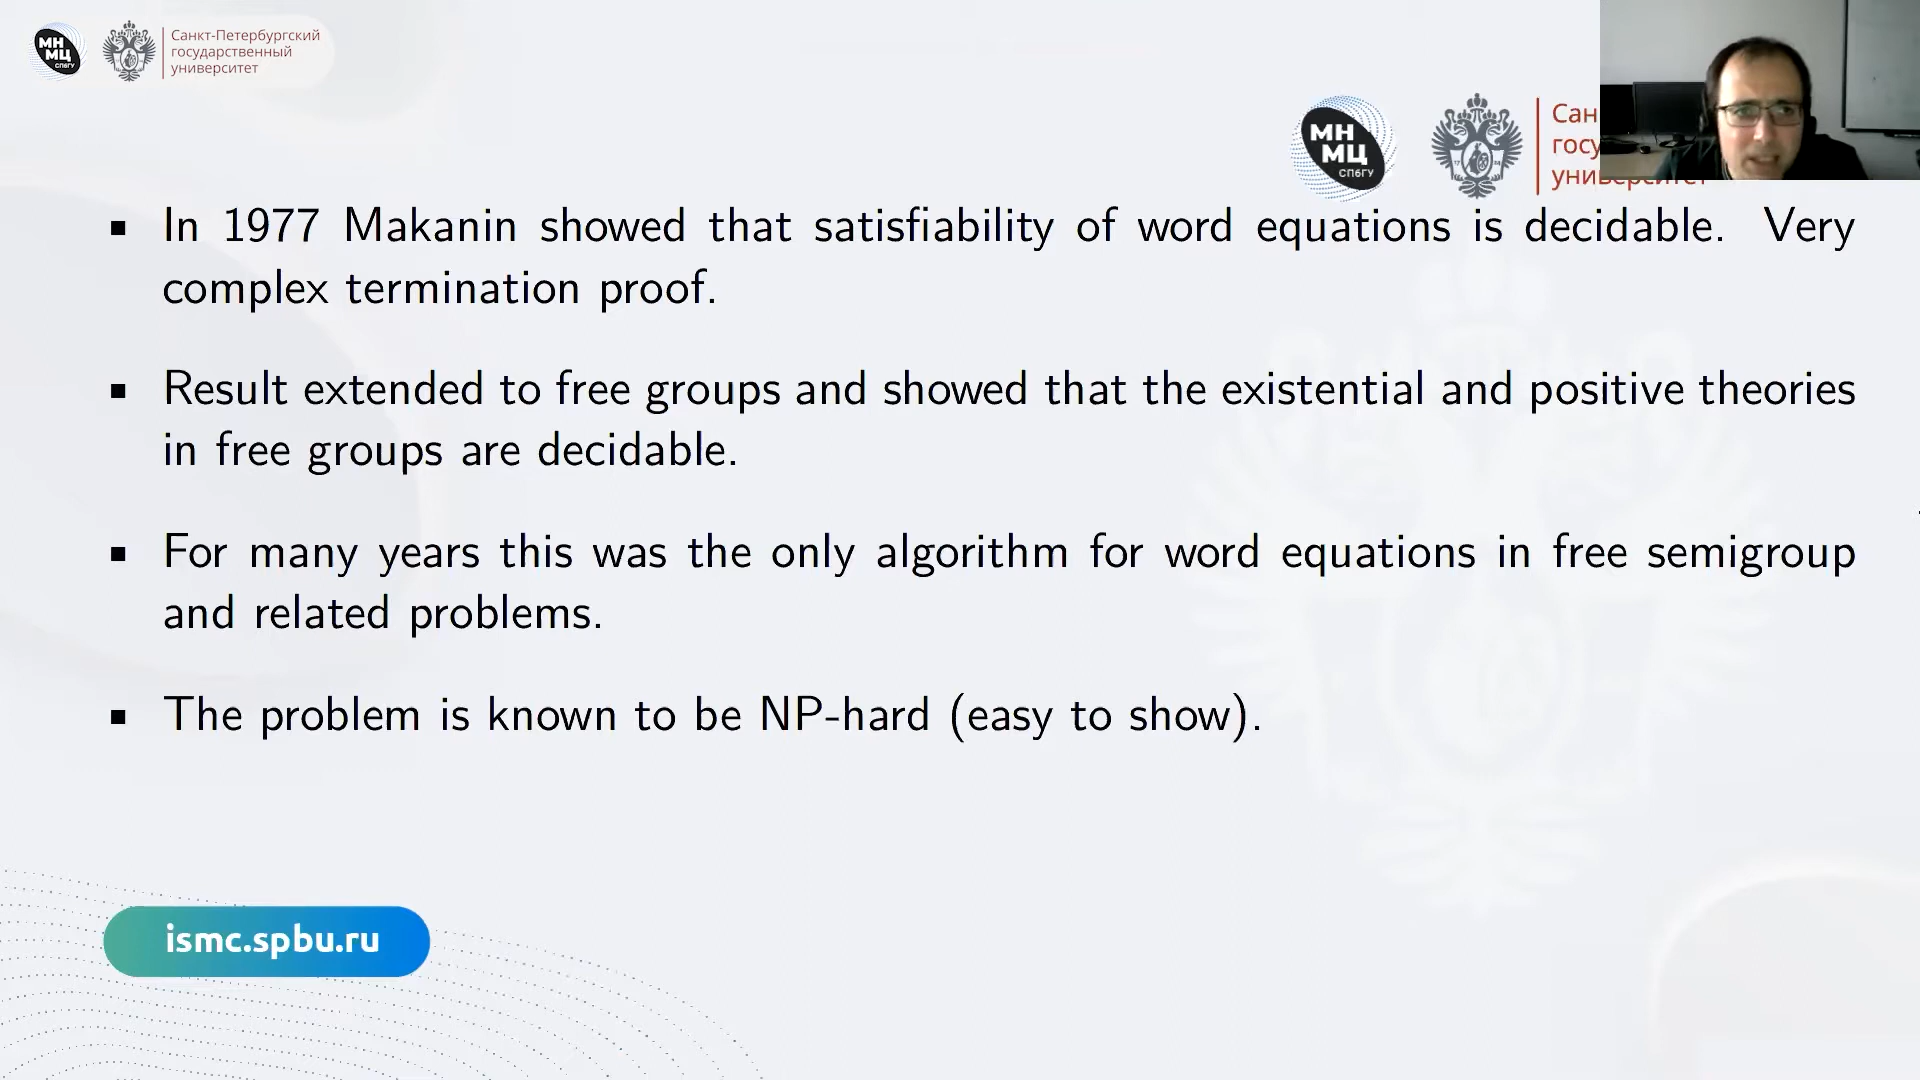 МН
МЦ
СПбГУ
Санкт-Петербургский
государственный
университет
МН
МЦ
СПбГУ
Сан
госу
университет
▪ In 1977 Makanin showed that satisfiability of word equations is decidable. Very
complex termination proof.
▪ Result extended to free groups and showed that the existential and positive theories
in free groups are decidable.
▪ For many years this was the only algorithm for word equations in free semigroup
and related problems.
▪ The problem is known to be NP-hard (easy to show).
ismc.spbu.ru